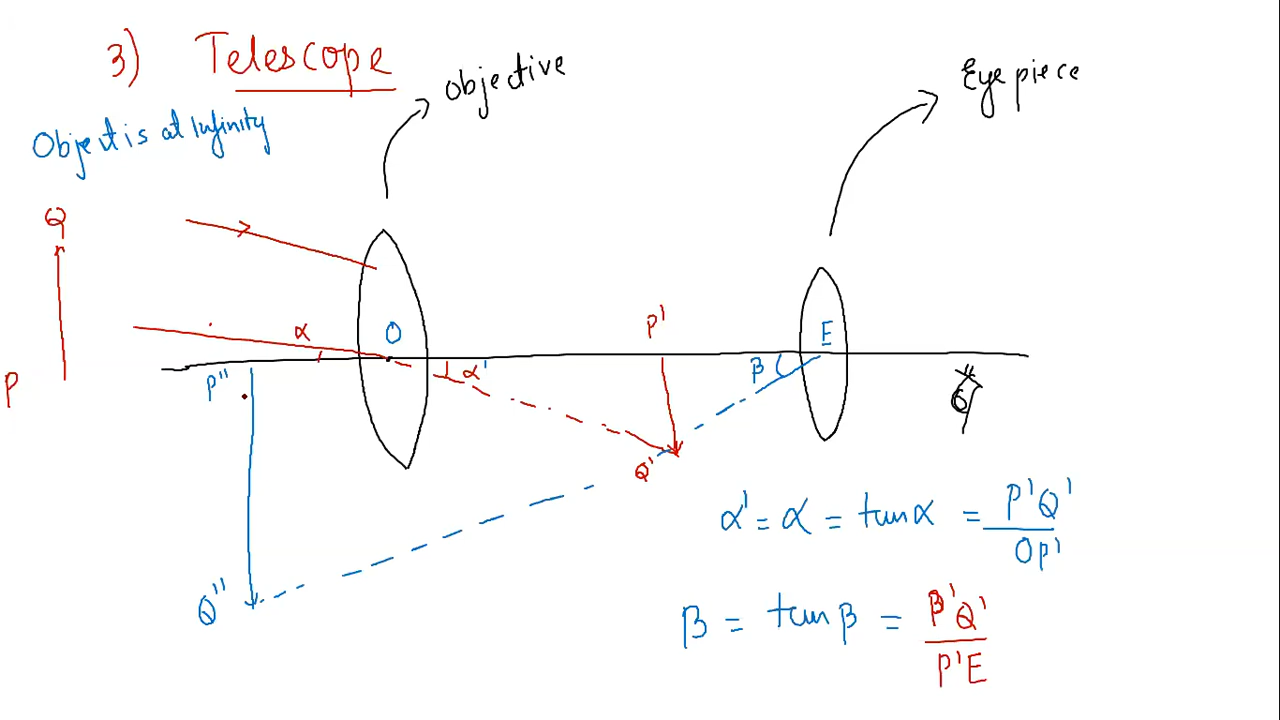 3) Telescope
Objective
Eye piece
Object is at Infinity
Q
P
α
O
α'
P'
Q'
β
E
P''
Q''
α' = α = tan α = P'Q' / OP'
β = tan β = P'Q' / P'E